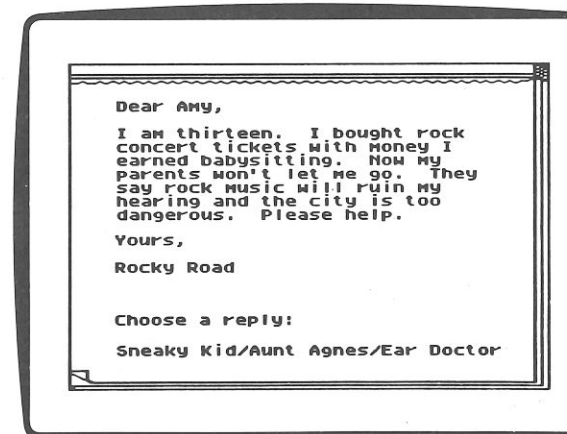 Dear Amy,
I am thirteen.  I bought rock
concert tickets with money I
earned babysitting.  Now my
parents won't let me go.  They
say rock music will ruin my
hearing and the city is too
dangerous.  Please help.
Yours,
Rocky Road
Choose a reply:
Sneaky Kid/Aunt Agnes/Ear Doctor